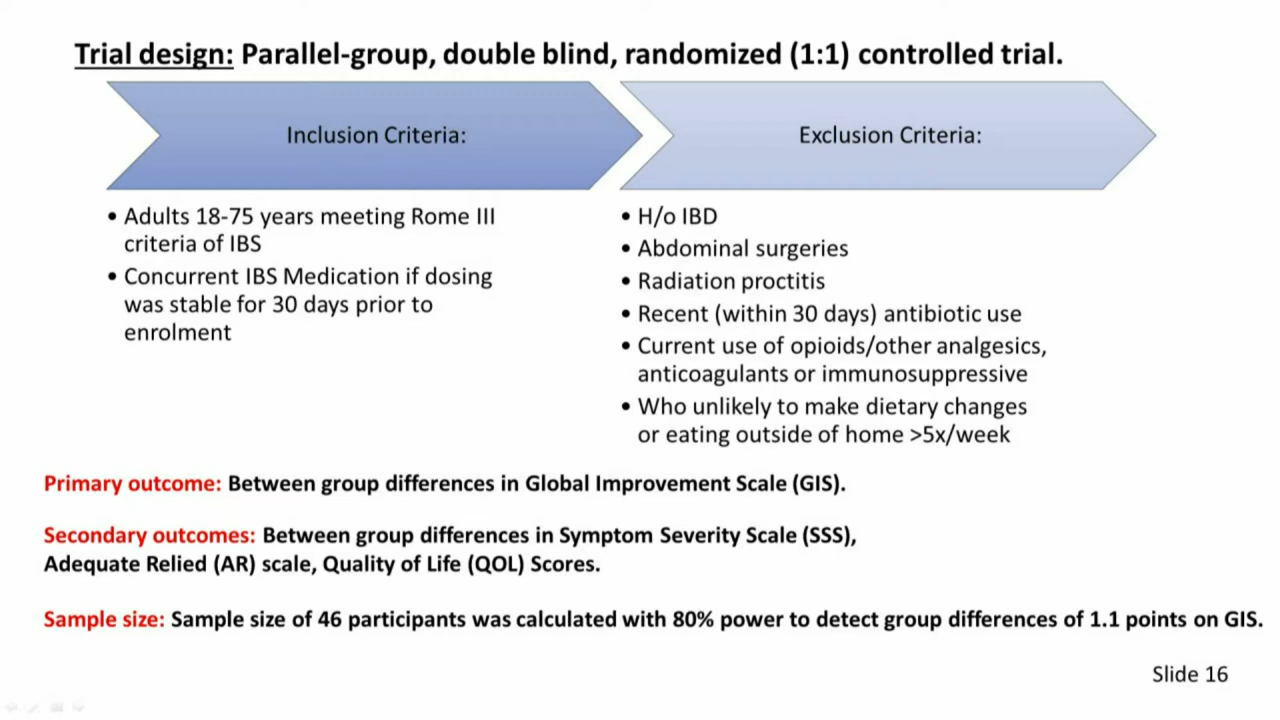 Trial design: Parallel-group, double blind, randomized (1:1) controlled trial.
Inclusion Criteria:
• Adults 18-75 years meeting Rome III
criteria of IBS
• Concurrent IBS Medication if dosing
was stable for 30 days prior to
enrolment
Exclusion Criteria:
• H/o IBD
• Abdominal surgeries
• Radiation proctitis
• Recent (within 30 days) antibiotic use
• Current use of opioids/other analgesics,
anticoagulants or immunosuppressive
• Who unlikely to make dietary changes
or eating outside of home >5x/week
Primary outcome: Between group differences in Global Improvement Scale (GIS).
Secondary outcomes: Between group differences in Symptom Severity Scale (SSS),
Adequate Relied (AR) scale, Quality of Life (QOL) Scores.
Sample size: Sample size of 46 participants was calculated with 80% power to detect group differences of 1.1 points on GIS.
Slide 16